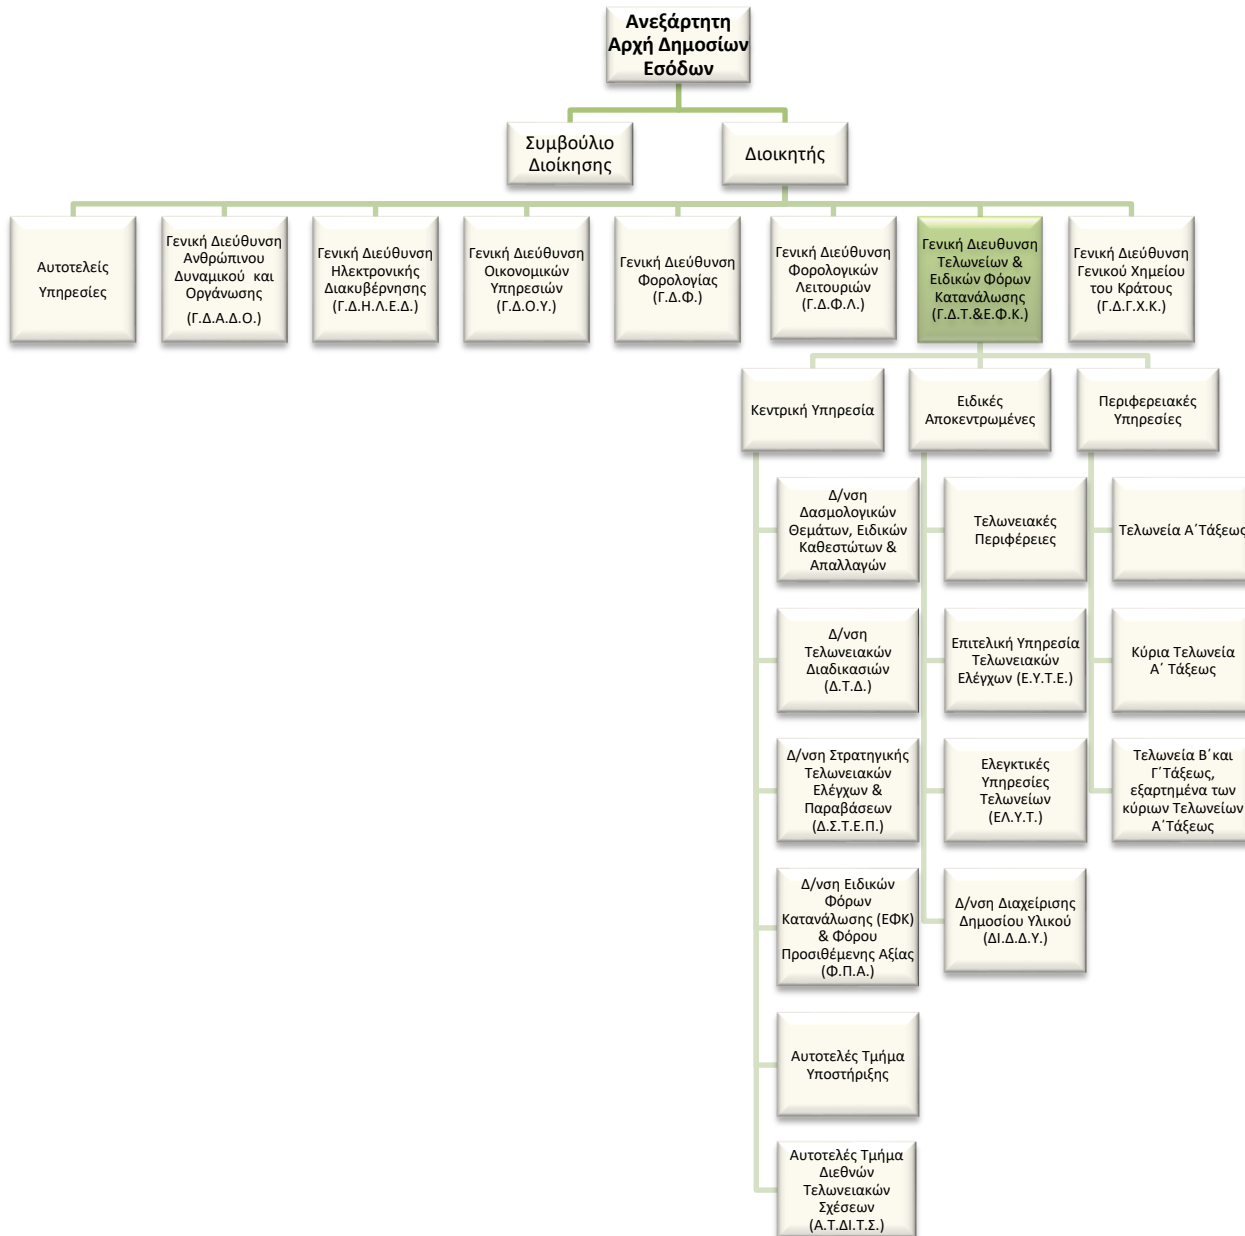 Ανεξάρτητη
Αρχή Δημοσίων
Εσόδων
Συμβούλιο
Διοίκησης
Διοικητής
Αυτοτελείς
Υπηρεσίες
Γενική Διεύθυνση
Ανθρώπινου
Δυναμικού και
Οργάνωσης
(Γ.Δ.Α.Δ.Ο.)
Γενική Διεύθυνση
Ηλεκτρονικής
Διακυβέρνησης
(Γ.Δ.Η.Λ.Ε.Δ.)
Γενική Διεύθυνση
Οικονομικών
Υπηρεσιών
(Γ.Δ.Ο.Υ.)
Γενική Διεύθυνση
Φορολογίας
(Γ.Δ.Φ.)
Γενική Διεύθυνση
Φορολογικών
Λειτουριών
(Γ.Δ.Φ.Λ.)
Γενική Διευθυνση
Τελωνείων &
Ειδικών Φόρων
Κατανάλωσης
(Γ.Δ.Τ.&Ε.Φ.Κ.)
Γενική Διεύθυνση
Γενικού Χημείου
του Κράτους
(Γ.Δ.Γ.Χ.Κ.)
Κεντρική Υπηρεσία
Ειδικές
Αποκεντρωμένες
Περιφερειακές
Υπηρεσίες
Δ/νση
Δασμολογικών
Θεμάτων, Ειδικών
Καθεστώτων &
Απαλλαγών
Δ/νση
Τελωνειακών
Διαδικασιών
(Δ.Τ.Δ.)
Δ/νση Στρατηγικής
Τελωνειακών
Ελέγχων &
Παραβάσεων
(Δ.Σ.Τ.Ε.Π.)
Δ/νση Ειδικών
Φόρων
Κατανάλωσης (ΕΦΚ)
& Φόρου
Προσιθέμενης Αξίας
(Φ.Π.Α.)
Αυτοτελές Τμήμα
Υποστήριξης
Αυτοτελές Τμήμα
Διεθνών
Τελωνειακών
Σχέσεων
(Α.Τ.ΔΙ.Τ.Σ.)
Τελωνειακές
Περιφέρειες
Επιτελική Υπηρεσία
Τελωνειακών
Ελέγχων (Ε.Υ.Τ.Ε.)
Ελεγκτικές
Υπηρεσίες
Τελωνείων
(ΕΛ.Υ.Τ.)
Δ/νση Διαχείρισης
Δημοσίου Υλικού
(ΔΙ.Δ.Δ.Υ.)
Τελωνεία Α΄Τάξεως
Κύρια Τελωνεία
Α΄ Τάξεως
Τελωνεία Β΄και
Γ΄Τάξεως,
εξαρτημένα των
κύριων Τελωνείων
Α΄Τάξεως